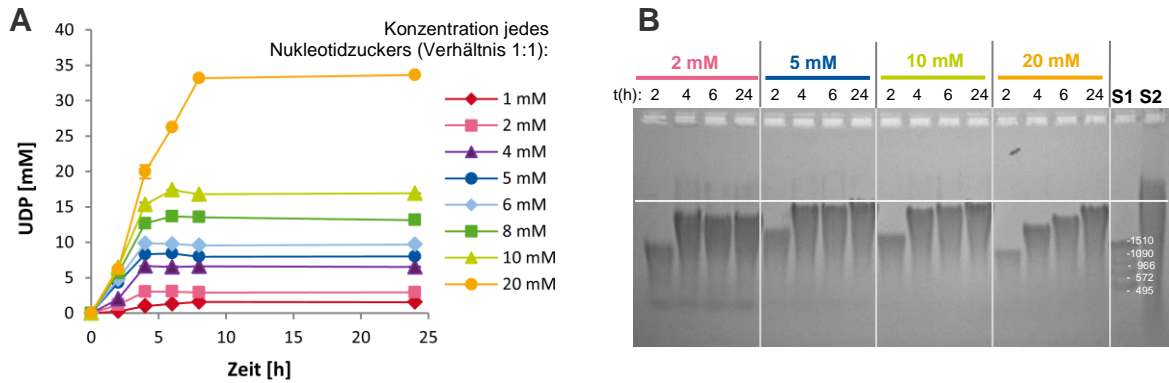 A
Konzentration jedes
Nukleotidzuckers (Verhältnis 1:1):
UDP [mM]
40
35
30
25
20
15
10
5
0
0 5 10 15 20 25
Zeit [h]
1 mM
2 mM
4 mM
5 mM
6 mM
8 mM
10 mM
20 mM
B
2 mM 5 mM 10 mM 20 mM
t(h): 2 4 6 24 2 4 6 24 2 4 6 24 2 4 6 24 S1 S2
-1510
-1090
- 966
- 572
- 495